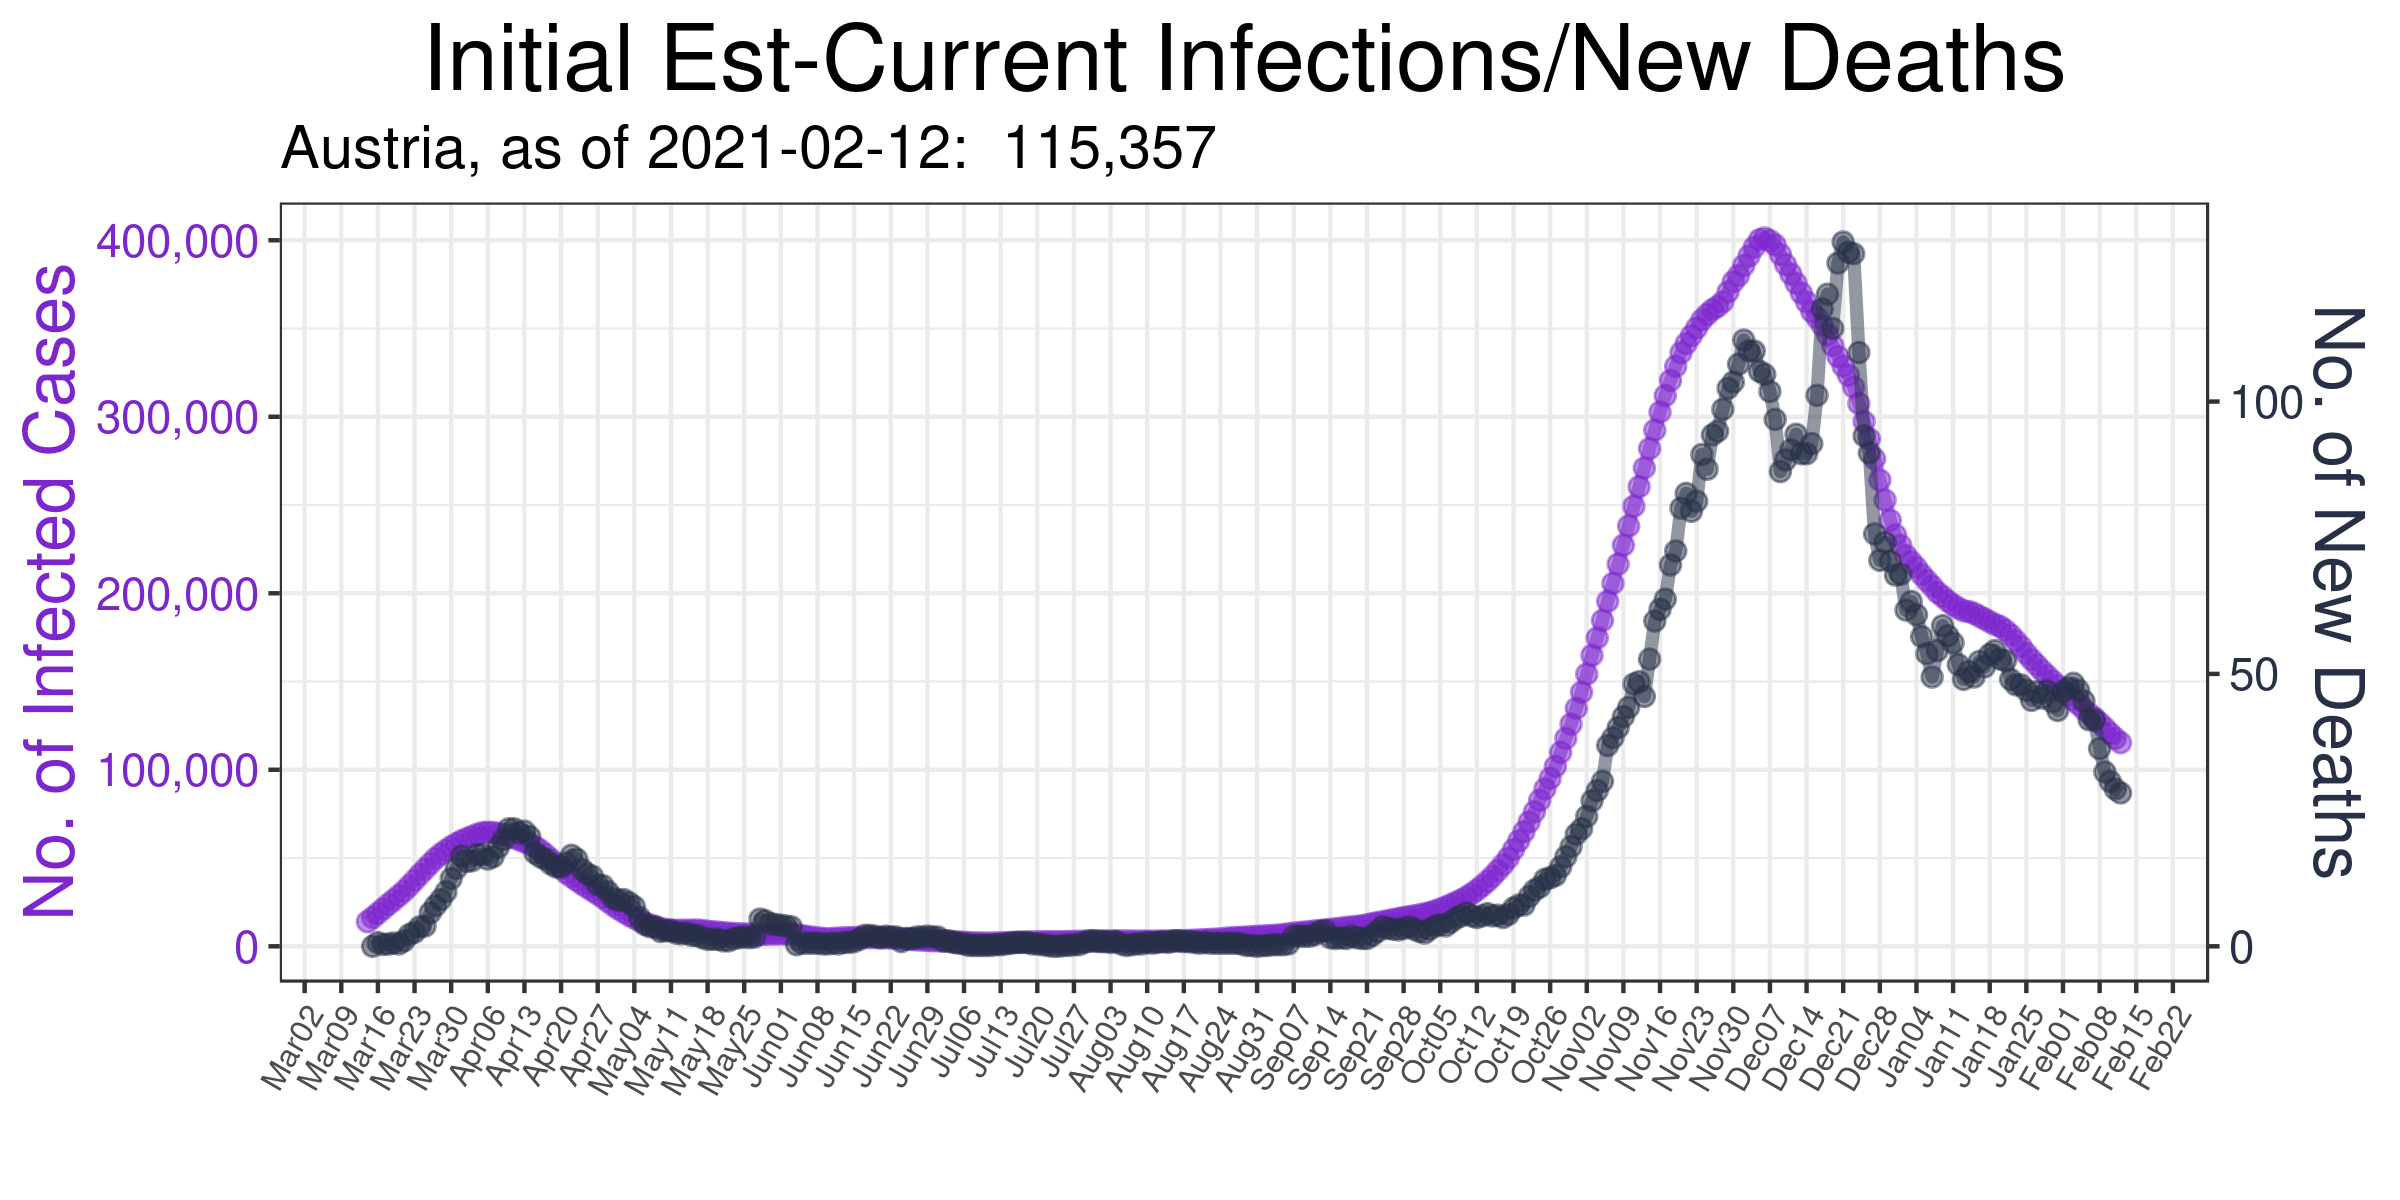 Initial Est-Current Infections/New Deaths
Austria, as of 2021-02-12:  115,357
No. of Infected Cases
400,000
300,000
200,000
100,000
0
100
50
0
No. of New Deaths
Mar02
Mar09
Mar16
Mar23
Mar30
Apr06
Apr13
Apr20
Apr27
May04
May11
May18
May25
Jun01
Jun08
Jun15
Jun22
Jun29
Jul06
Jul13
Jul20
Jul27
Aug03
Aug10
Aug17
Aug24
Aug31
Sep07
Sep14
Sep21
Sep28
Oct05
Oct12
Oct19
Oct26
Nov02
Nov09
Nov16
Nov23
Nov30
Dec07
Dec14
Dec21
Dec28
Jan04
Jan11
Jan18
Jan25
Feb01
Feb08
Feb15
Feb22